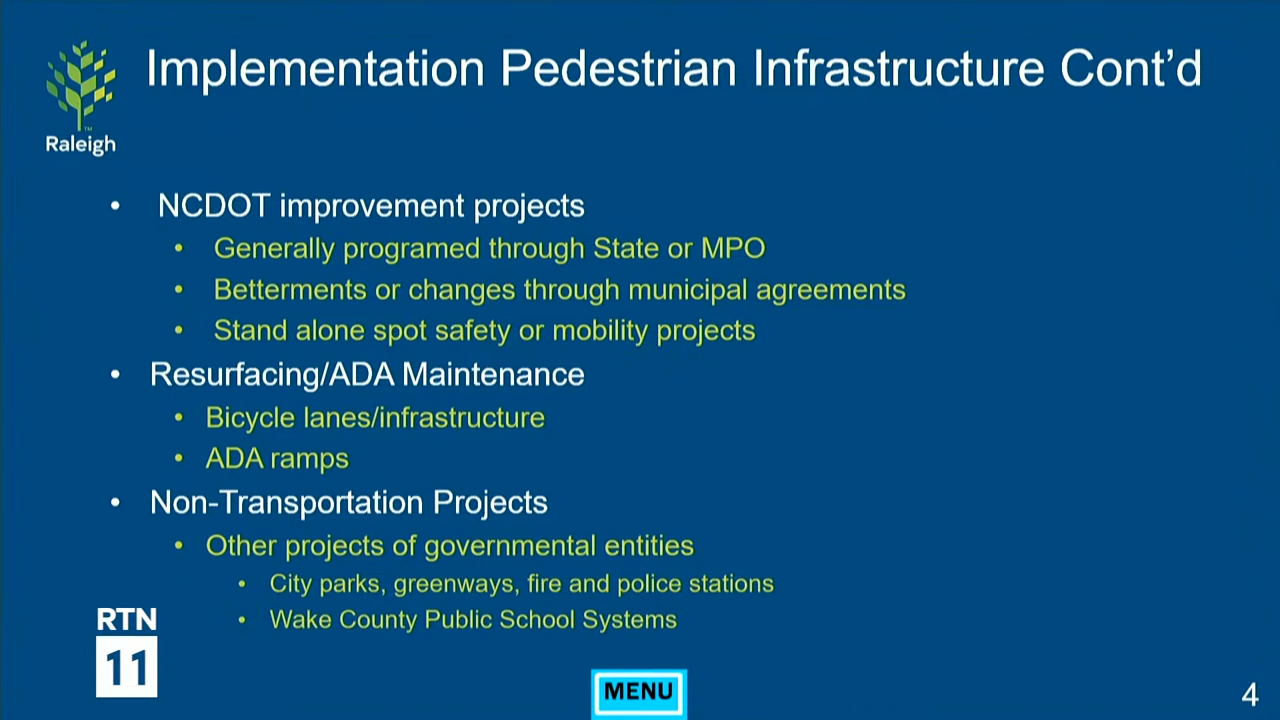 Implementation Pedestrian Infrastructure Cont’d
TM
Raleigh
• NCDOT improvement projects
• Generally programed through State or MPO
• Betterments or changes through municipal agreements
• Stand alone spot safety or mobility projects
• Resurfacing/ADA Maintenance
• Bicycle lanes/infrastructure
• ADA ramps
• Non-Transportation Projects
• Other projects of governmental entities
• City parks, greenways, fire and police stations
• Wake County Public School Systems
RTN
11
MENU
4